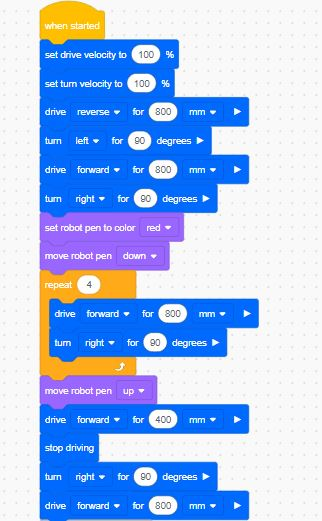 when started
set drive velocity to 100 %
set turn velocity to 100 %
drive reverse for 800 mm
turn left for 90 degrees
drive forward for 800 mm
turn right for 90 degrees
set robot pen to color red
move robot pen down
repeat 4
drive forward for 800 mm
turn right for 90 degrees
move robot pen up
drive forward for 400 mm
stop driving
turn right for 90 degrees
drive forward for 800 mm